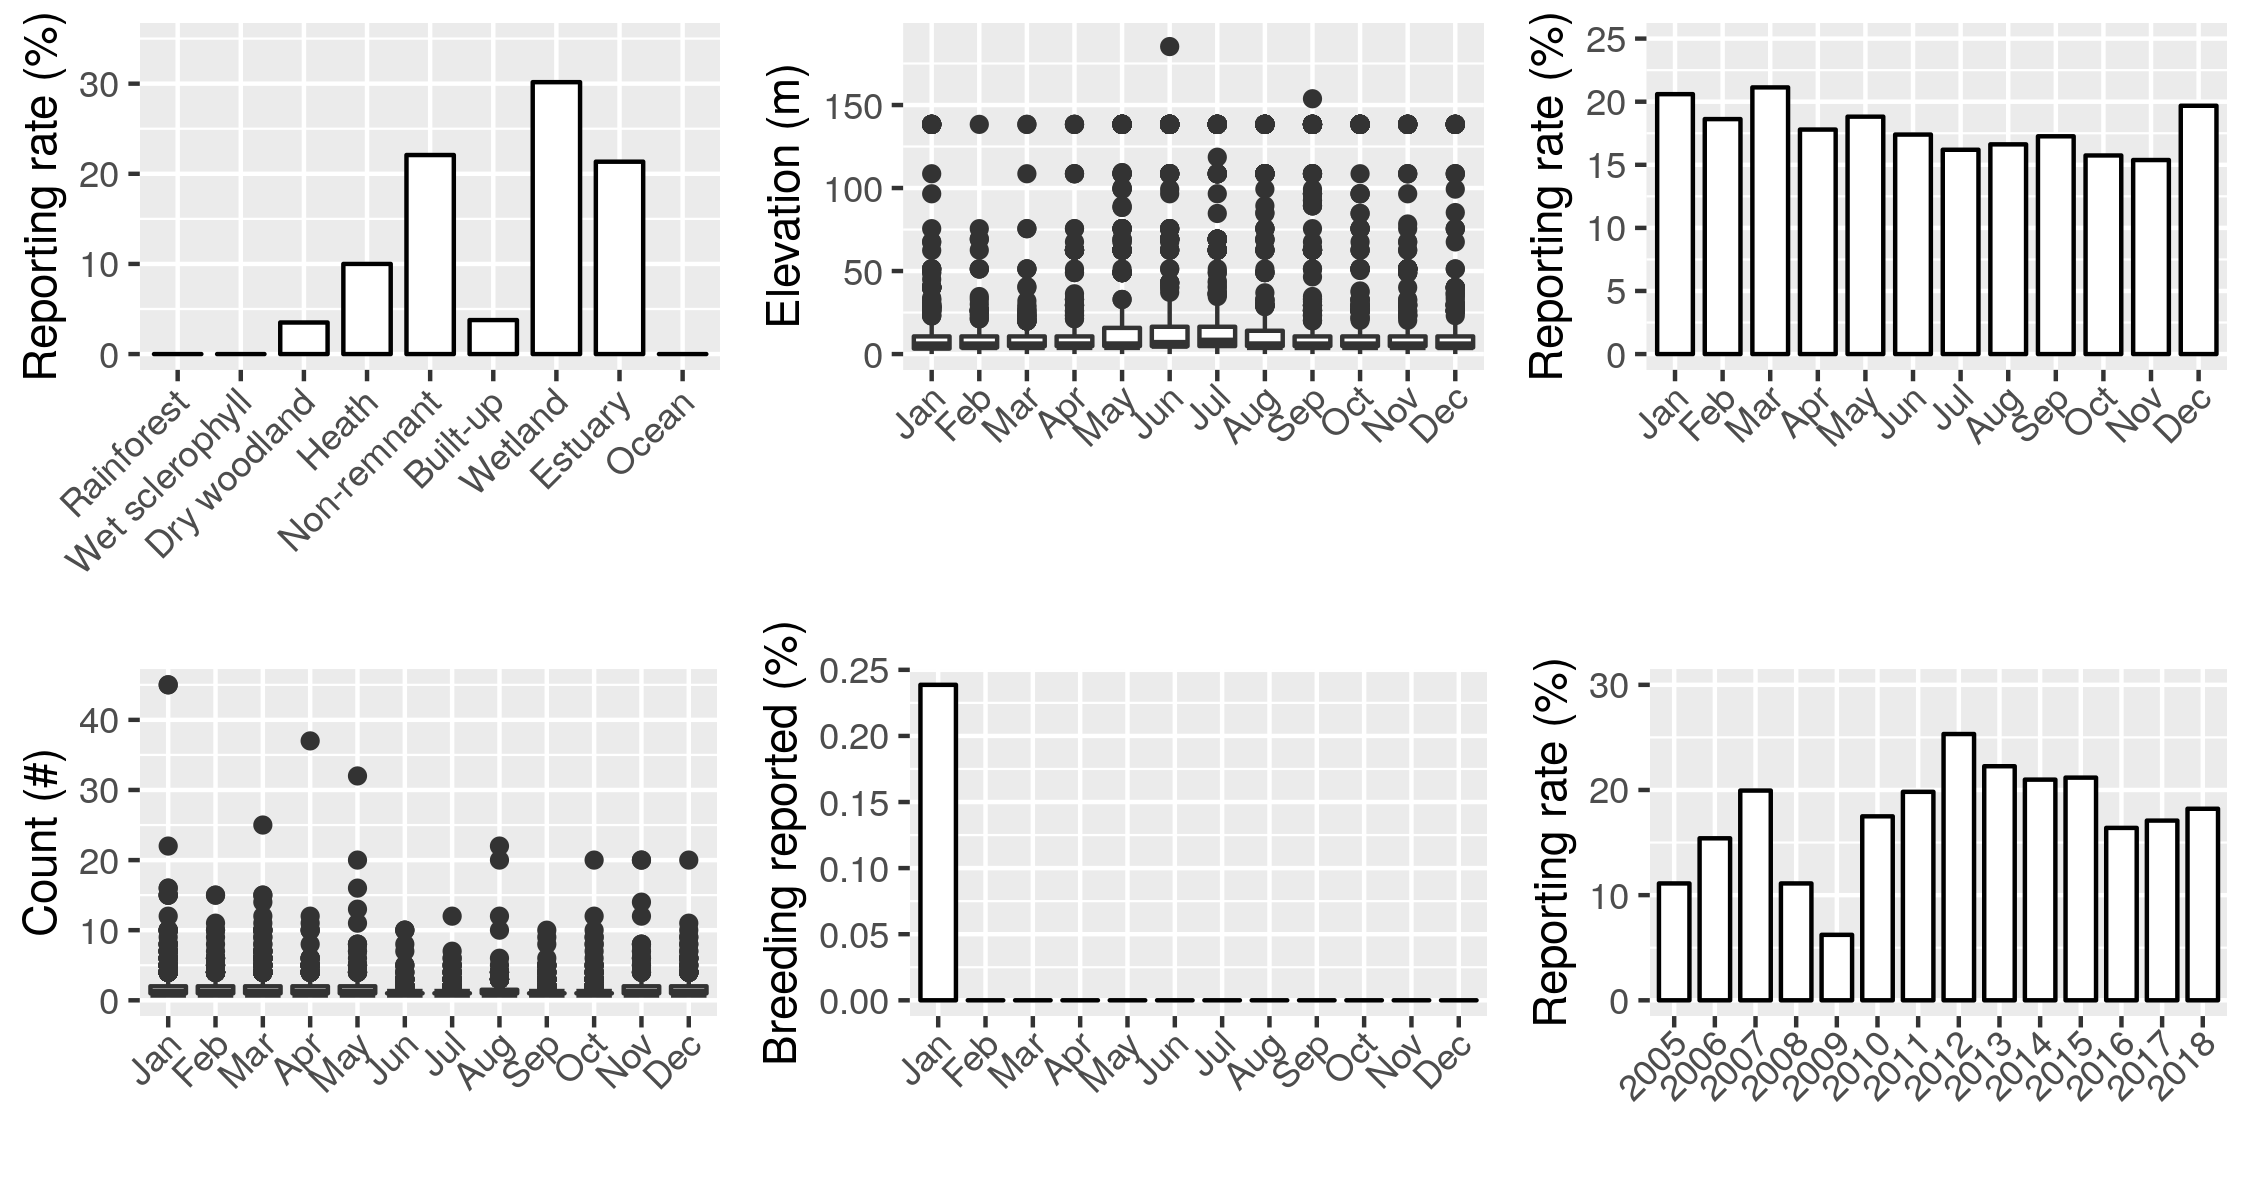 Reporting rate (%)
30
20
10
0
Rainforest
Wet sclerophyll
Dry woodland
Heath
Non-remnant
Built-up
Wetland
Estuary
Ocean
Elevation (m)
150
100
50
0
Jan
Feb
Mar
Apr
May
Jun
Jul
Aug
Sep
Oct
Nov
Dec
Reporting rate (%)
25
20
15
10
5
0
Jan
Feb
Mar
Apr
May
Jun
Jul
Aug
Sep
Oct
Nov
Dec
Count (#)
40
30
20
10
0
Jan
Feb
Mar
Apr
May
Jun
Jul
Aug
Sep
Oct
Nov
Dec
Breeding reported (%)
0.25
0.20
0.15
0.10
0.05
0.00
Jan
Feb
Mar
Apr
May
Jun
Jul
Aug
Sep
Oct
Nov
Dec
Reporting rate (%)
30
20
10
0
2005
2006
2007
2008
2009
2010
2011
2012
2013
2014
2015
2016
2017
2018